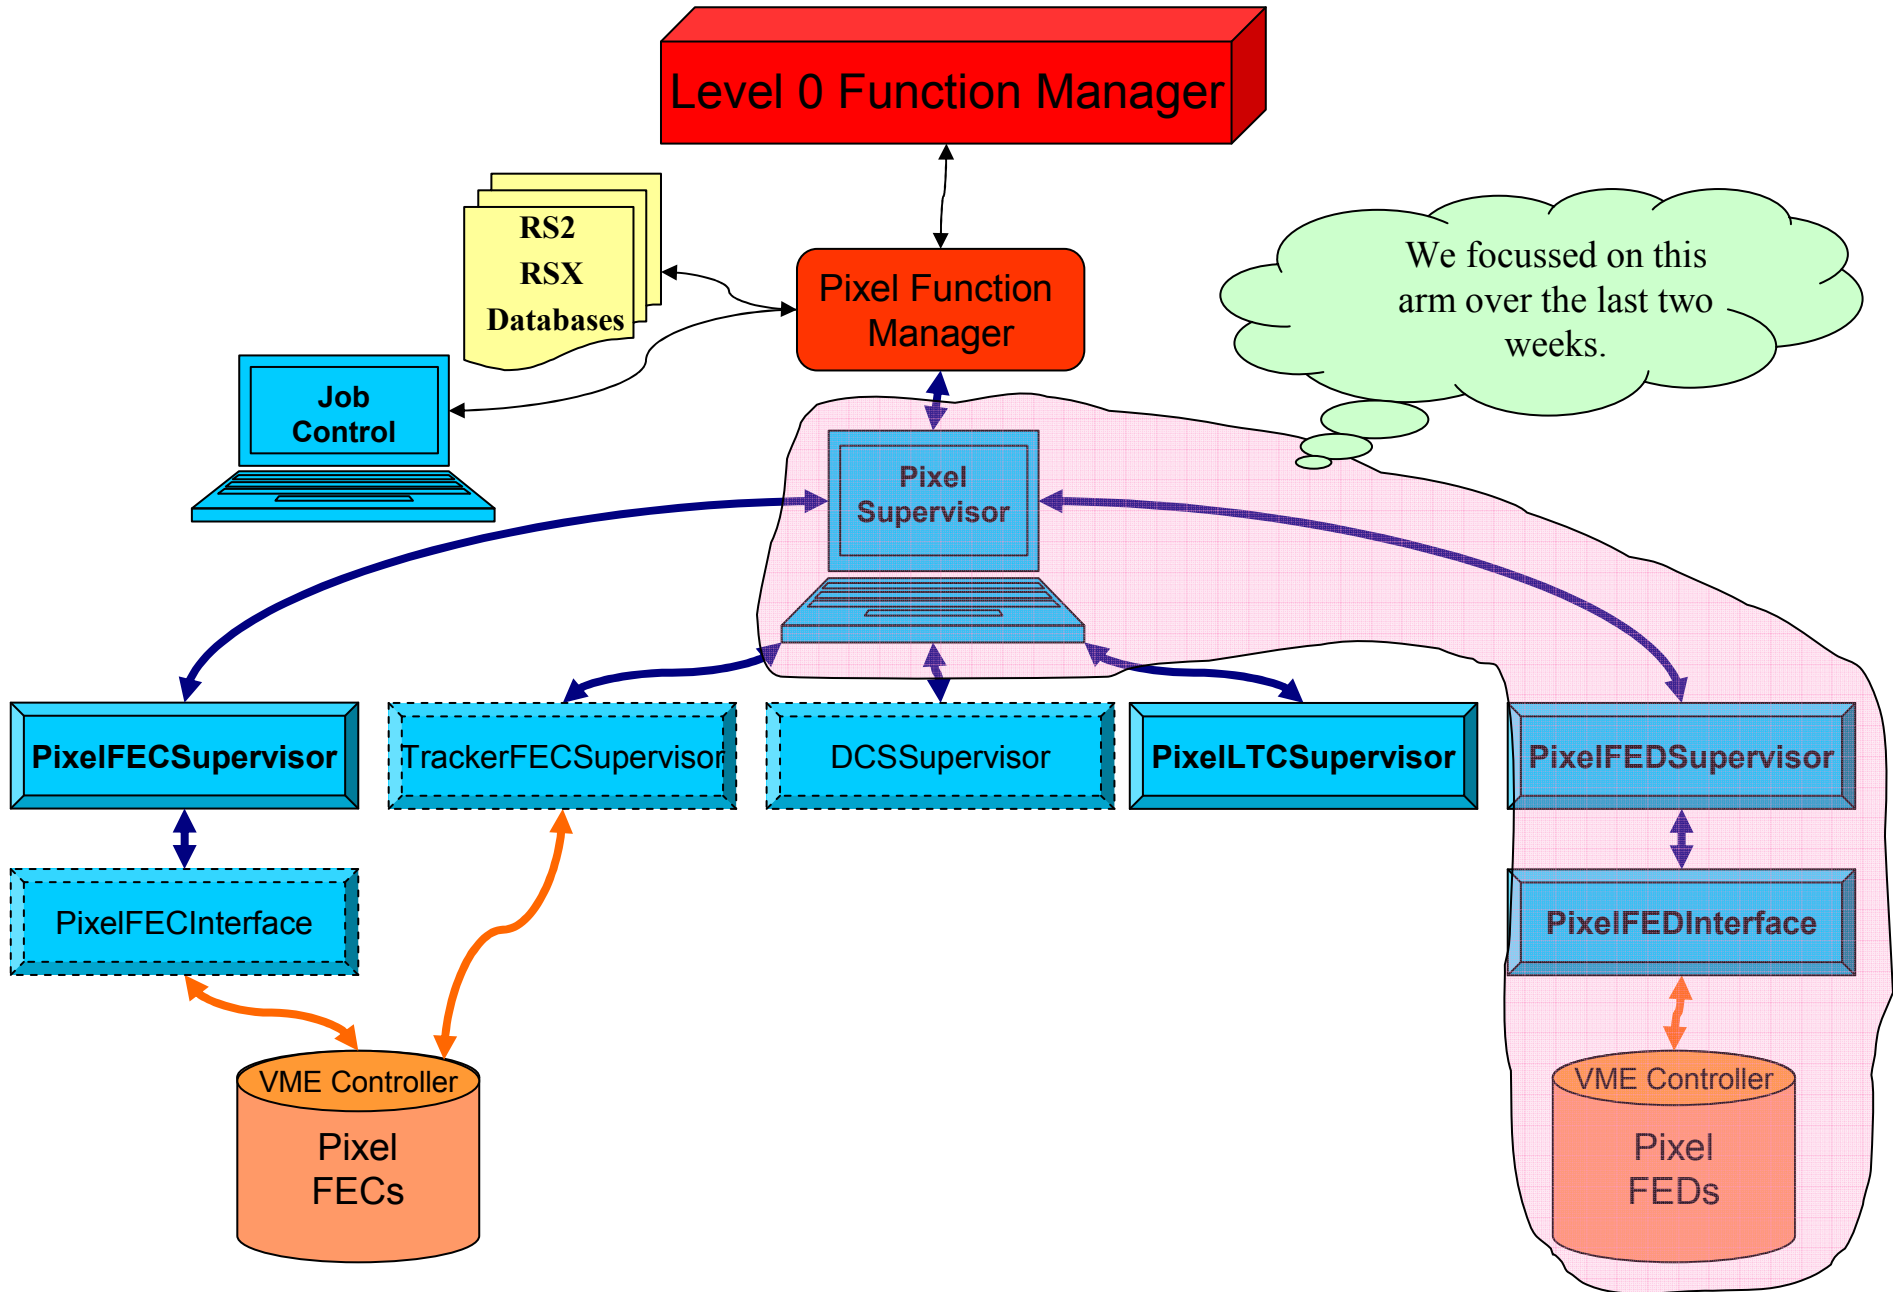 Level 0 Function Manager
RS2
RSX
Databases
Pixel Function
Manager
We focussed on this
arm over the last two
weeks.
Job
Control
Pixel
Supervisor
PixelFECSupervisor
TrackerFECSupervisor
DCSSupervisor
PixelLTCSupervisor
PixelFEDSupervisor
PixelFECInterface
PixelFEDInterface
VME Controller
Pixel
FECs
VME Controller
Pixel
FEDs